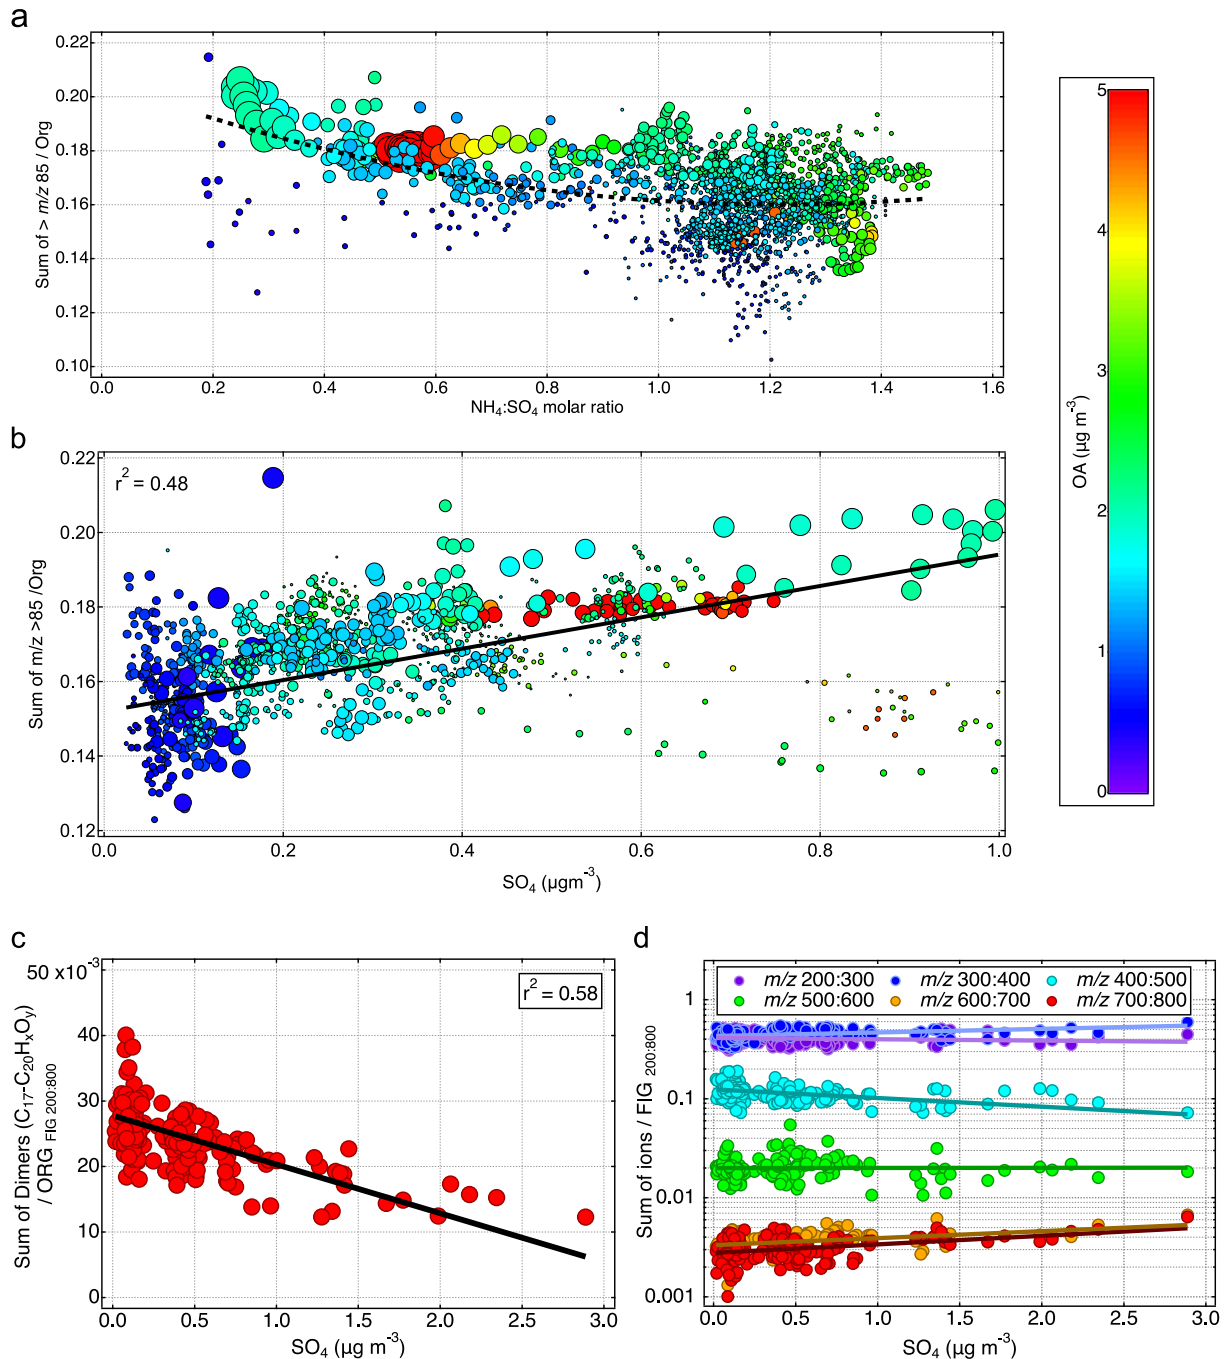 a
0.22
0.20
0.18
0.16
0.14
0.12
0.10
Sum of > m/z 85 / Org
0.0 0.2 0.4 0.6 0.8 1.0 1.2 1.4 1.6
NH4:SO4 molar ratio
5
4
3
2
1
0
OA (µg m-3)
b
0.22
0.20
0.18
0.16
0.14
0.12
Sum of m/z >85 /Org
r2 = 0.48
0.0 0.2 0.4 0.6 0.8 1.0
SO4 (µgm-3)
c
50 x10-3
40
30
20
10
0
Sum of Dimers (C17-C20HxOy)
/ ORG FIG 200:800
r2 = 0.58
0.0 0.5 1.0 1.5 2.0 2.5 3.0
SO4 (µg m-3)
d
m/z 200:300 m/z 300:400 m/z 400:500
m/z 500:600 m/z 600:700 m/z 700:800
1
0.1
0.01
0.001
Sum of ions / FIG 200:800
0.0 0.5 1.0 1.5 2.0 2.5 3.0
SO4 (µg m-3)